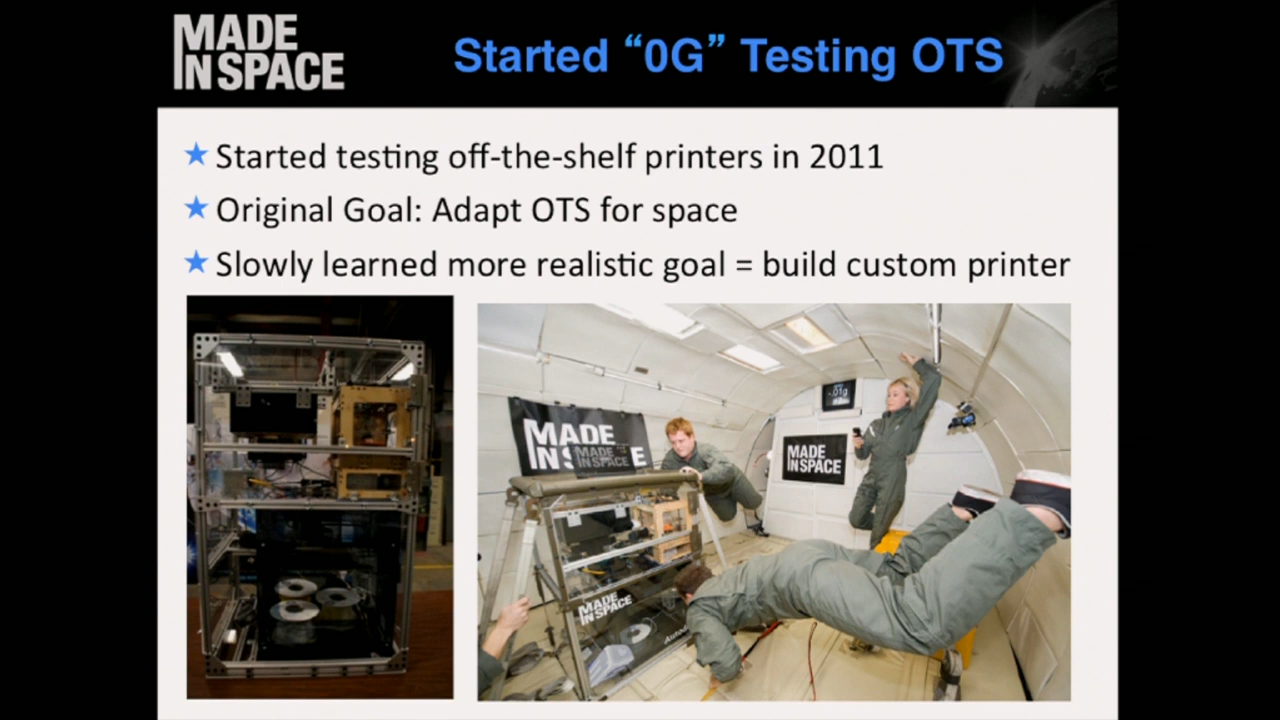 MADE
IN SPACE
Started “0G” Testing OTS
Started testing off-the-shelf printers in 2011
Original Goal: Adapt OTS for space
Slowly learned more realistic goal = build custom printer
MADE
MADE
IN SPACE
-.01g
MADE
IN SPACE
MADE
IN SPACE